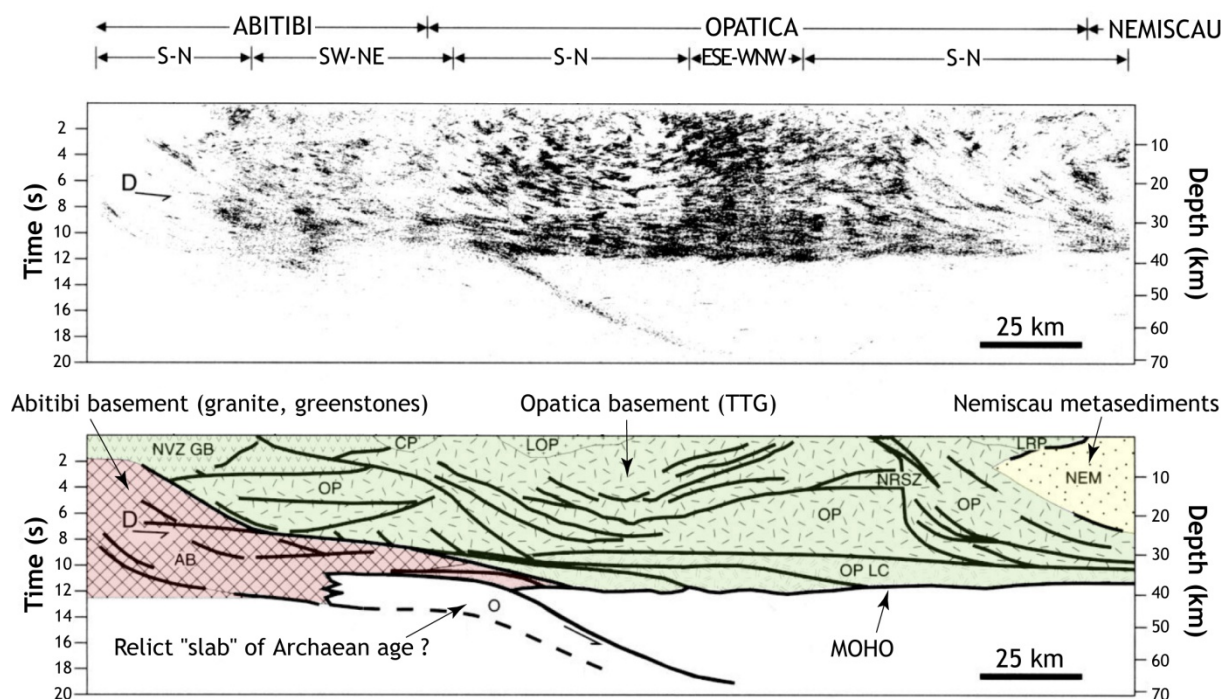 ABITIBI OPATICA NEMISCAU
S-N SW-NE S-N ESE-WNW S-N
Time (s)
2
4
6
8
10
12
14
16
18
20
D
25 km
10
20
30
40
50
60
70
Depth (km)
Abitibi basement (granite, greenstones) Opatica basement (TTG) Nemiscau metasediments
Time (s)
2
4
6
8
10
12
14
16
18
20
NVZ GB CP LOP LRP
OP NRSZ NEM
D OP OP
AB OP LC
O
Relict "slab" of Archaean age ? MOHO
25 km
10
20
30
40
50
60
70
Depth (km)